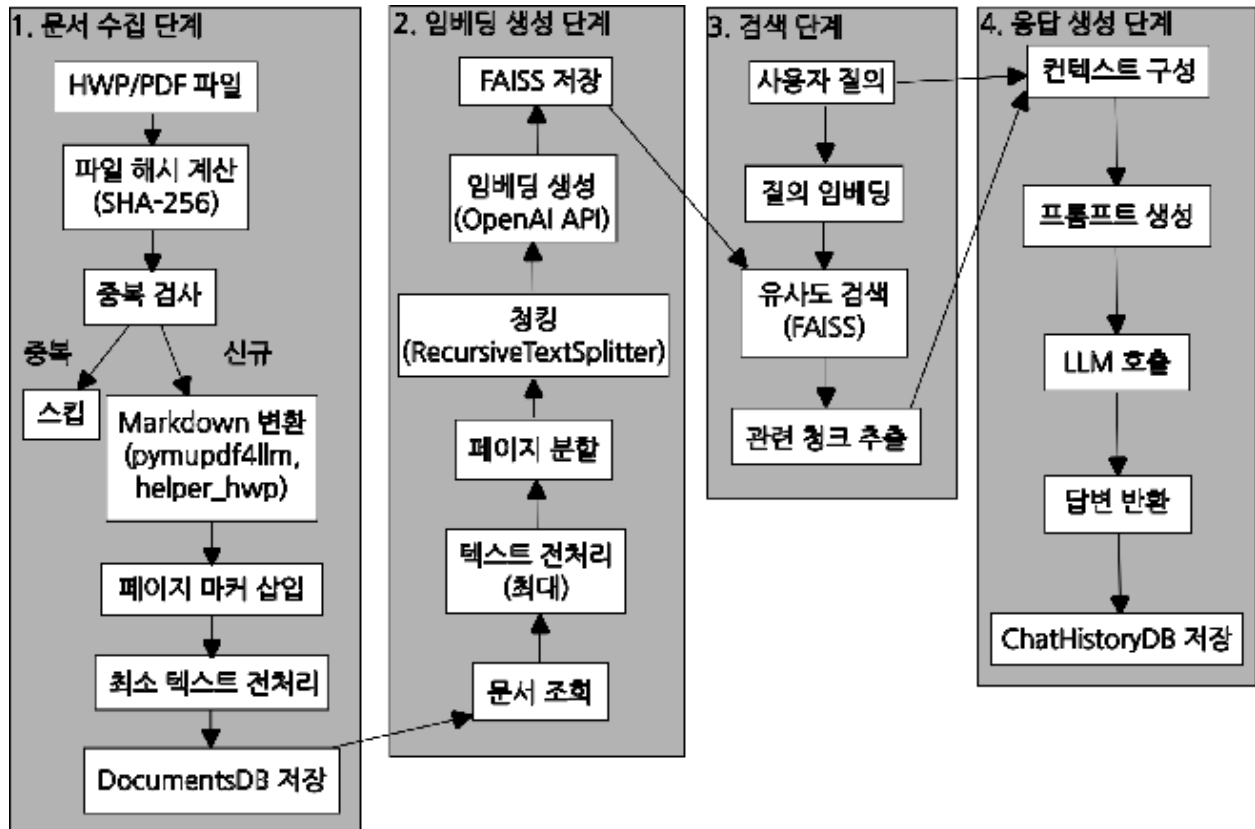 1. 문서 수집 단계
HWP/PDF 파일
파일 해시 계산
(SHA-256)
중복 검사
중복
신규
스킵
Markdown 변환
(pymupdf4llm,
helper_hwp)
페이지 마커 삽입
최소 텍스트 전처리
DocumentsDB 저장
2. 임베딩 생성 단계
FAISS 저장
임베딩 생성
(OpenAI API)
청킹
(RecursiveTextSplitter)
페이지 분할
텍스트 전처리
(최대)
문서 조회
3. 검색 단계
사용자 질의
질의 임베딩
유사도 검색
(FAISS)
관련 청크 추출
4. 응답 생성 단계
컨텍스트 구성
프롬프트 생성
LLM 호출
답변 반환
ChatHistoryDB 저장